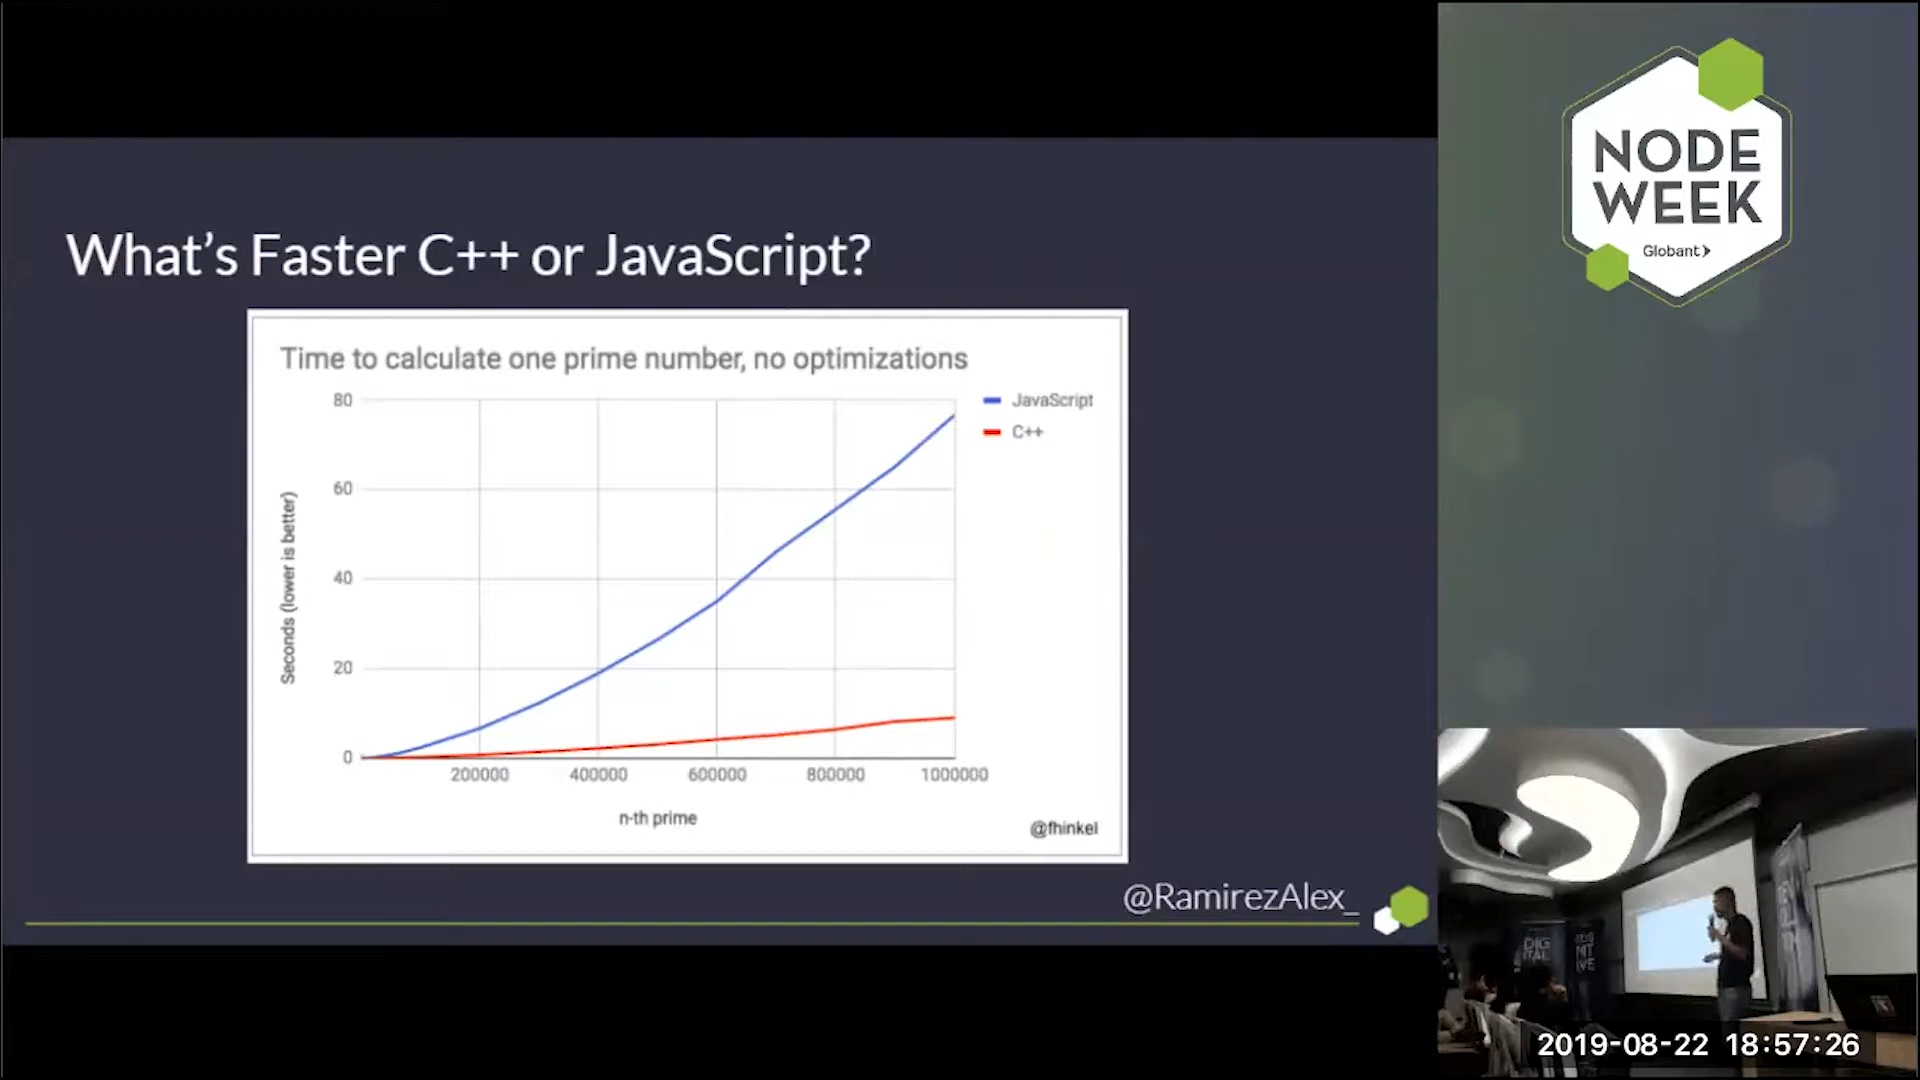 What's Faster C++ or JavaScript?
Time to calculate one prime number, no optimizations
80
60
40
20
0
Seconds (lower is better)
200000
400000
600000
800000
1000000
n-th prime
JavaScript
C++
@fhinkel
@RamirezAlex_
NODE
WEEK
Globant
DIG
ITAL
2019-08-22 18:57:26